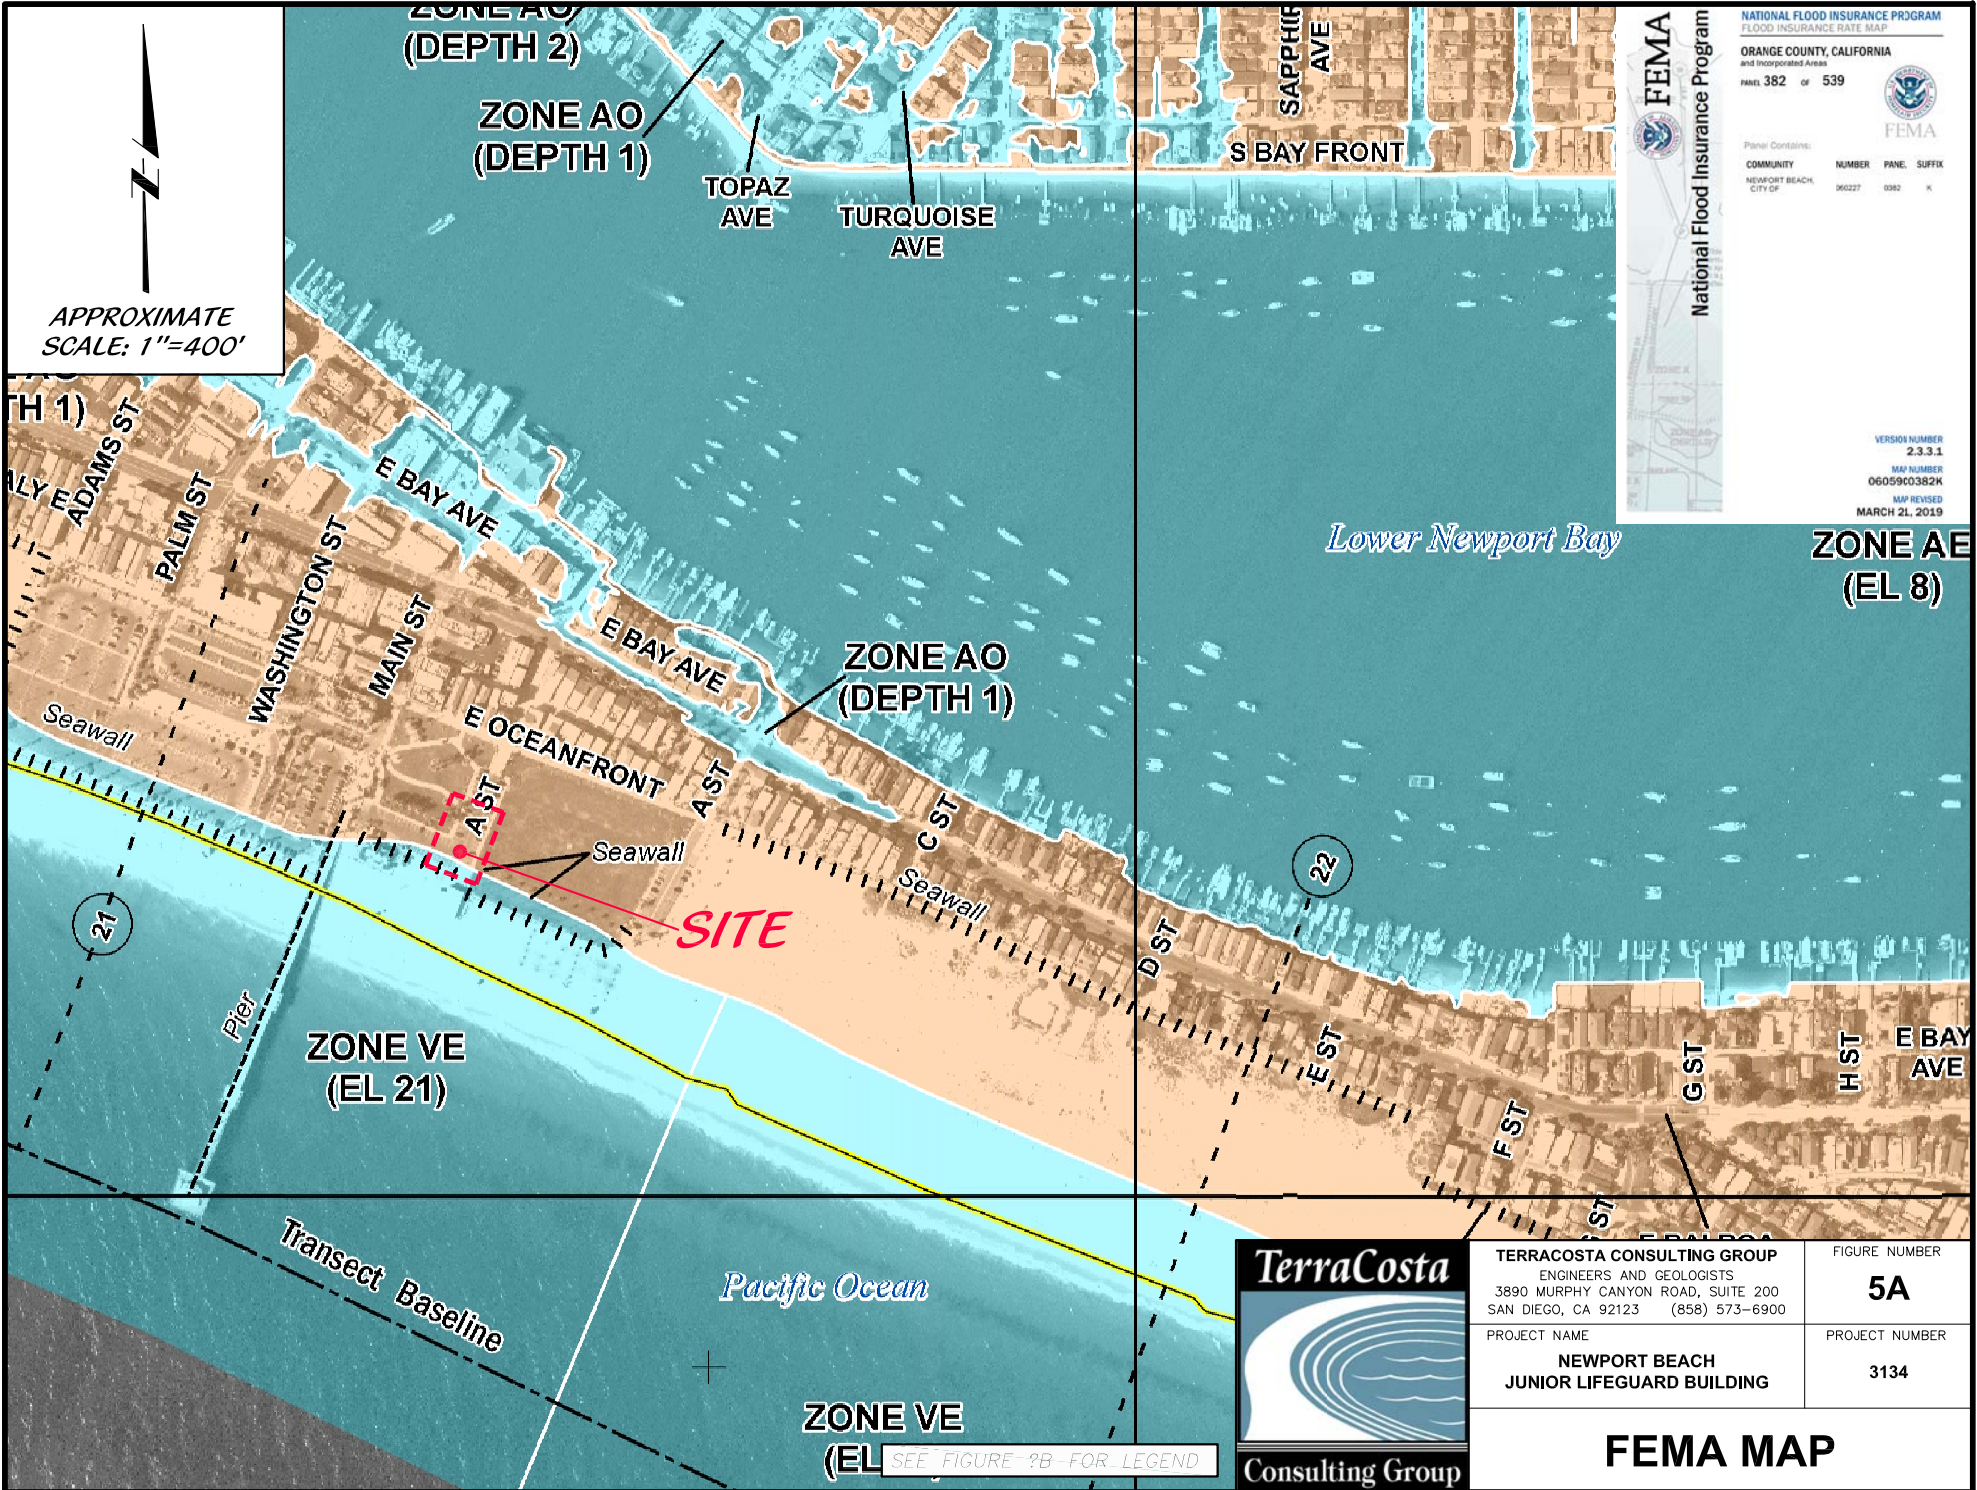 ZONE AO
(DEPTH 2)
ZONE AO
(DEPTH 1)
TOPAZ
AVE
TURQUOISE
AVE
SAPPHIR
AVE
S BAY FRONT
N
APPROXIMATE
SCALE: 1"=400'
FEMA
National Flood Insurance Program
NATIONAL FLOOD INSURANCE PROGRAM
FLOOD INSURANCE RATE MAP
ORANGE COUNTY, CALIFORNIA
and Incorporated Areas
PANEL 382 OF 539
FEMA
Panel Contains:
COMMUNITY NUMBER PANEL SUFFIX
NEWPORT BEACH, 060227 0382 K
CITY OF
VERSION NUMBER
2.3.3.1
MAP NUMBER
06059C0382K
MAP REVISED
MARCH 21, 2019
TH 1)
ADAMS ST
ALY E
PALM ST
WASHINGTON ST
MAIN ST
E BAY AVE
E BAY AVE
Lower Newport Bay
ZONE AE
(EL 8)
ZONE AO
(DEPTH 1)
Seawall
E OCEANFRONT
A ST
A ST
C ST
Seawall
Seawall
SITE
21
22
D ST
E ST
F ST
G ST
H ST
E BAY
AVE
Pier
ZONE VE
(EL 21)
Transect Baseline
Pacific Ocean
ST
E BALBOA
ZONE VE
(EL
SEE FIGURE ?B FOR LEGEND
TerraCosta
Consulting Group
TERRACOSTA CONSULTING GROUP
ENGINEERS AND GEOLOGISTS
3890 MURPHY CANYON ROAD, SUITE 200
SAN DIEGO, CA 92123 (858) 573-6900
FIGURE NUMBER
5A
PROJECT NAME
NEWPORT BEACH
JUNIOR LIFEGUARD BUILDING
PROJECT NUMBER
3134
FEMA MAP